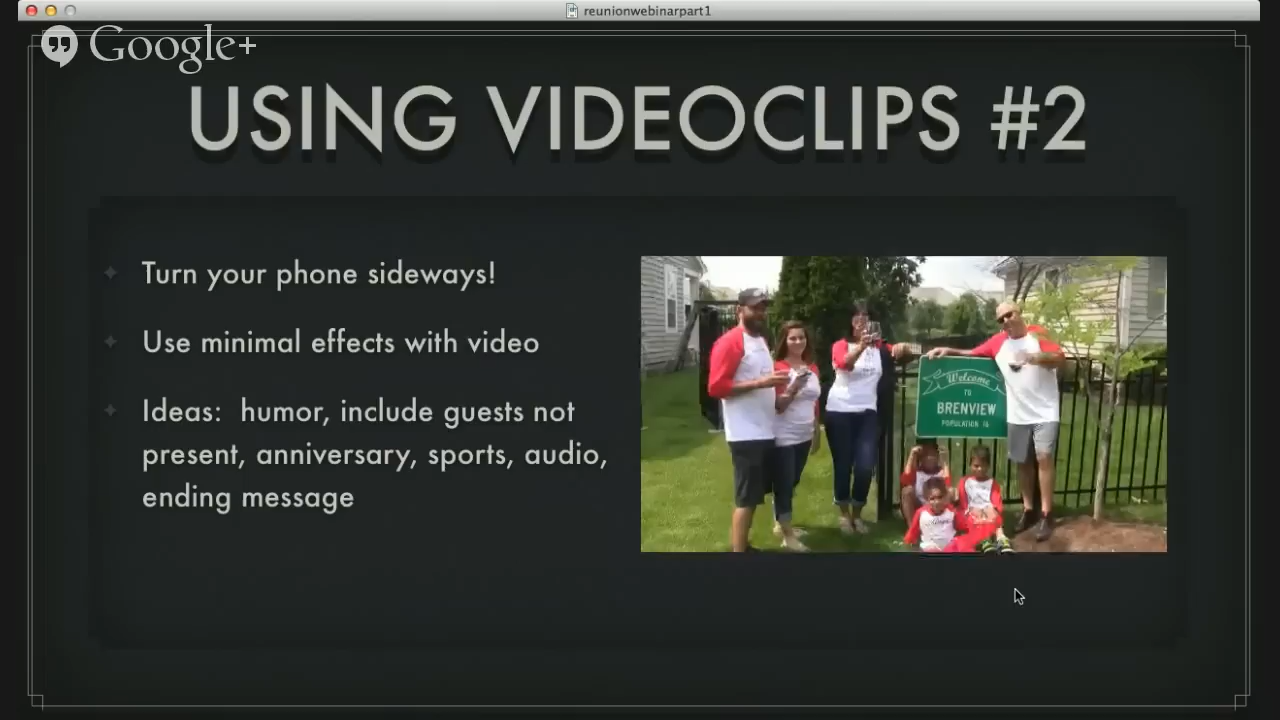 reunionwebinarpart1
Google+
USING VIDEOCLIPS #2
Turn your phone sideways!
Use minimal effects with video
Ideas: humor, include guests not
present, anniversary, sports, audio,
ending message
Welcome
TO
BRENVIEW
POPULATION 16